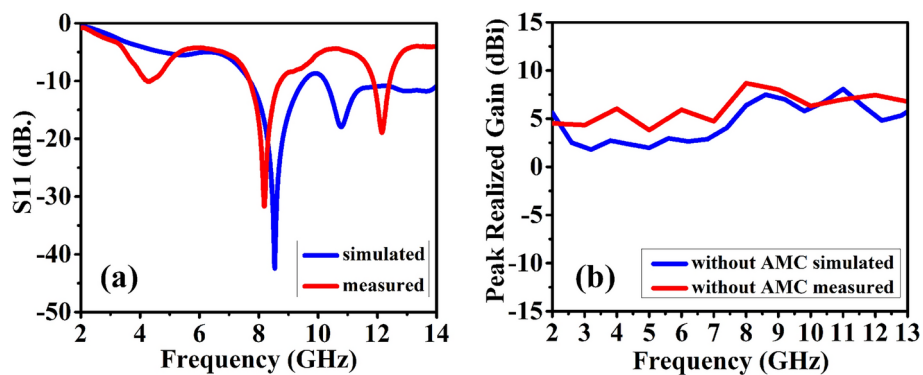 0
-10
-20
-30
-40
-50
S11 (dB.)
(a)
simulated
measured
2 4 6 8 10 12 14
Frequency (GHz)
15
10
5
0
-5
-10
-15
Peak Realized Gain (dBi)
(b)
without AMC simulated
without AMC measured
2 3 4 5 6 7 8 9 10 11 12 13
Frequency (GHz)